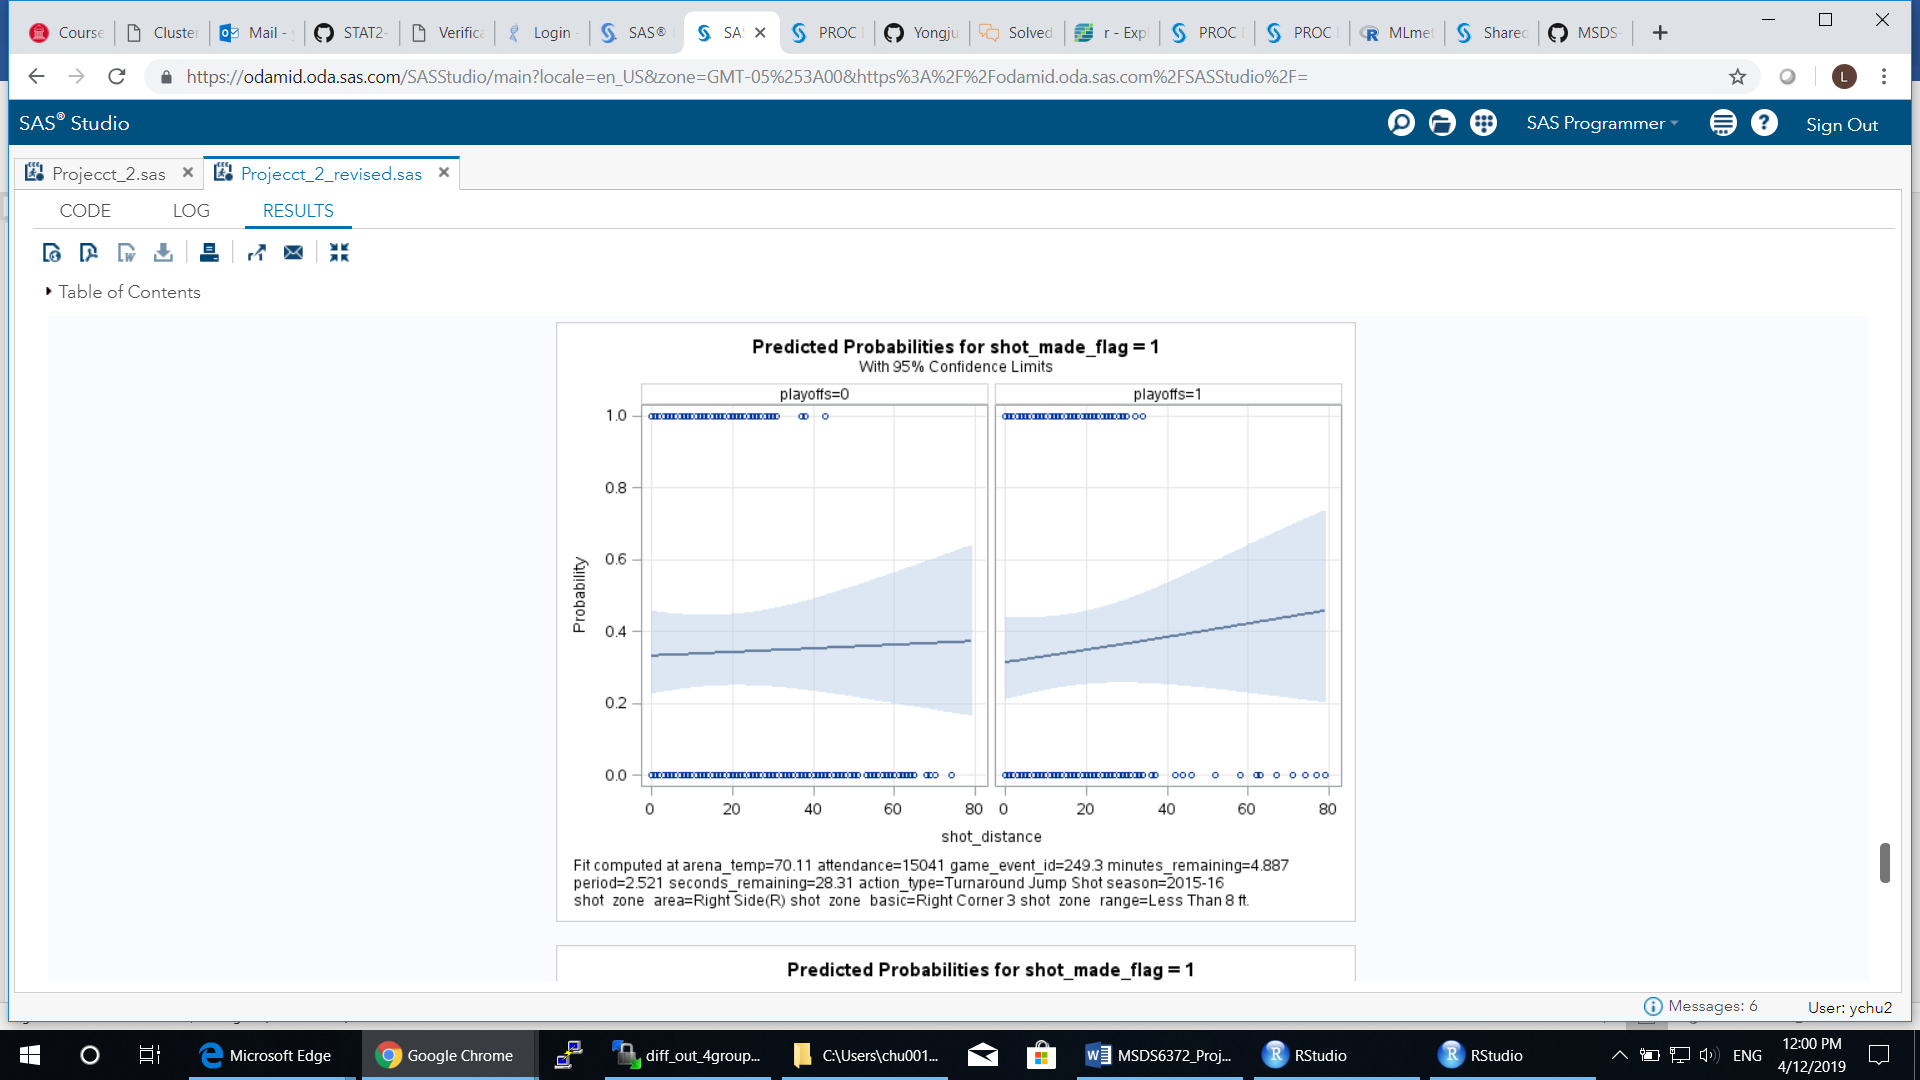 Course
Cluster
Mail -
STAT2-
Verifica
Login -
SAS®
SA
PROC
Yongju
Solved
r - Exp
PROC
PROC
MLmet
Shared
MSDS-
https://odamid.oda.sas.com/SASStudio/main?locale=en_US&zone=GMT-05%253A00&https%3A%2F%2Fodamid.oda.sas.com%2FSASStudio%2F=
L
SAS® Studio
SAS Programmer
Sign Out
Projecct_2.sas
Projecct_2_revised.sas
CODE LOG RESULTS
Table of Contents
Predicted Probabilities for shot_made_flag = 1
With 95% Confidence Limits
playoffs=0
playoffs=1
Probability
1.0
0.8
0.6
0.4
0.2
0.0
0 20 40 60 80 0 20 40 60 80
shot_distance
Fit computed at arena_temp=70.11 attendance=15041 game_event_id=249.3 minutes_remaining=4.887
period=2.521 seconds_remaining=28.31 action_type=Turnaround Jump Shot season=2015-16
shot_zone_area=Right Side(R) shot_zone_basic=Right Corner 3 shot_zone_range=Less Than 8 ft.
Predicted Probabilities for shot_made_flag = 1
Messages: 6
User: ychu2
Microsoft Edge
Google Chrome
diff_out_4group...
C:\Users\chu001...
MSDS6372_Proj...
RStudio
RStudio
ENG
12:00 PM
4/12/2019